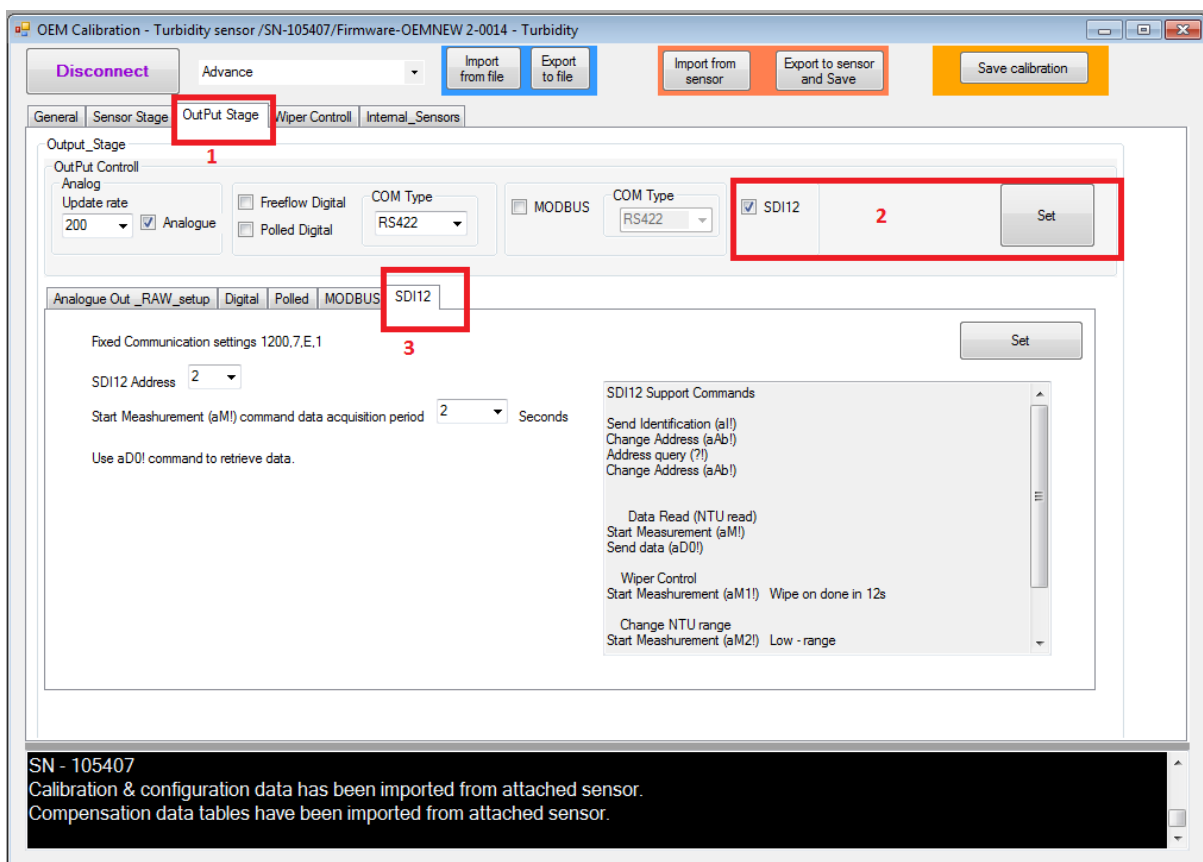 OEM Calibration - Turbidity sensor /SN-105407/Firmware-OEMNEW 2-0014 - Turbidity
Disconnect
Advance
Import from file
Export to file
Import from sensor
Export to sensor and Save
Save calibration
General
Sensor Stage
OutPut Stage
Wiper Controll
Internal_Sensors
1
Output_Stage
OutPut Controll
Analog
Update rate
200
Analogue
Freeflow Digital
Polled Digital
COM Type
RS422
MODBUS
COM Type
RS422
SDI12
2
Set
Analogue Out _RAW_setup
Digital
Polled
MODBUS
SDI12
3
Fixed Communication settings 1200,7,E,1
SDI12 Address 2
Start Meashurement (aM!) command data acquisition period 2 Seconds
Use aD0! command to retrieve data.
Set
SDI12 Support Commands
Send Identification (aI!)
Change Address (aAb!)
Address query (?!)
Change Address (aAb!)
Data Read (NTU read)
Start Measurement (aM!)
Send data (aD0!)
Wiper Control
Start Meashurement (aM1!) Wipe on done in 12s
Change NTU range
Start Meashurement (aM2!) Low - range
SN - 105407
Calibration & configuration data has been imported from attached sensor.
Compensation data tables have been imported from attached sensor.